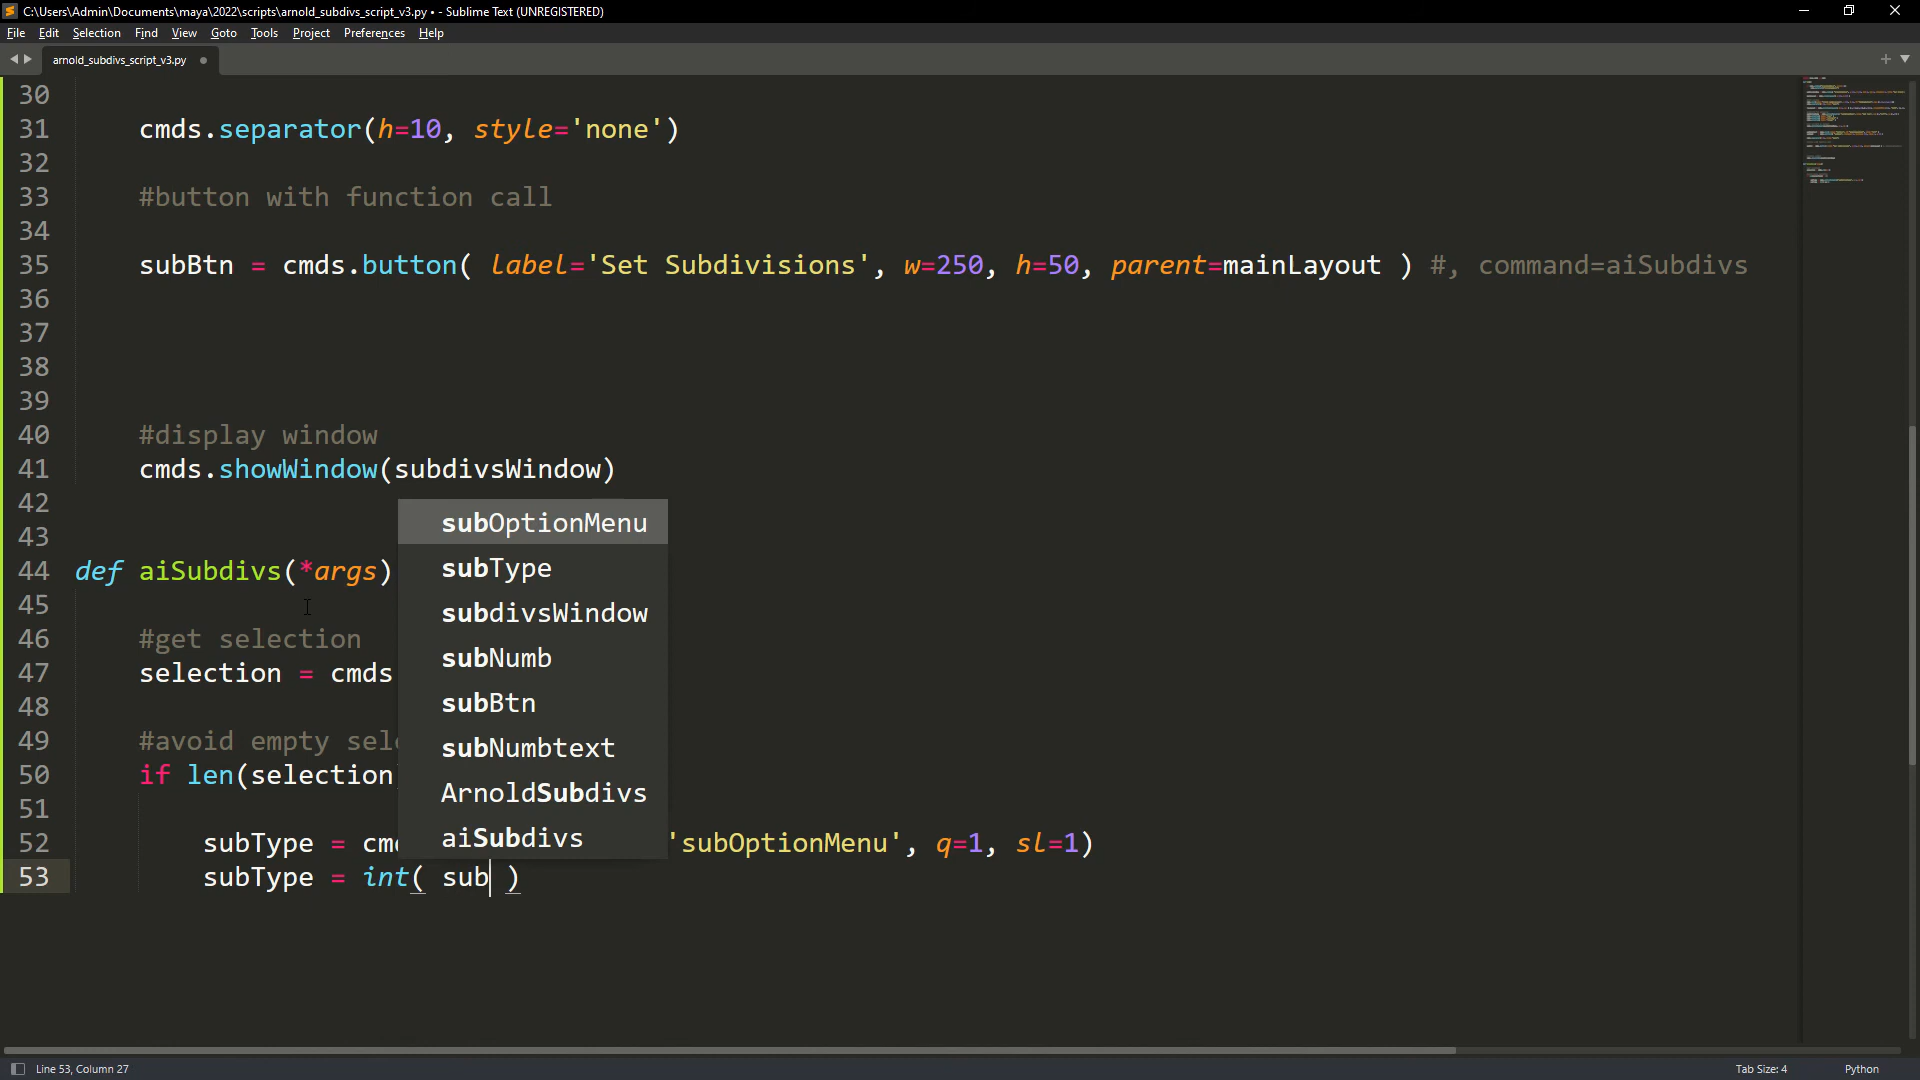 C:\Users\Admin\Documents\maya\2022\scripts\arnold_subdivs_script_v3.py • - Sublime Text (UNREGISTERED)
File Edit Selection Find View Goto Tools Project Preferences Help
arnold_subdivs_script_v3.py
30
31 cmds.separator(h=10, style='none')
32
33 #button with function call
34
35 subBtn = cmds.button( label='Set Subdivisions', w=250, h=50, parent=mainLayout ) #, command=aiSubdivs
36
37
38
39
40 #display window
41 cmds.showWindow(subdivsWindow)
42
43
44 def aiSubdivs(*args)
45
46 #get selection
47 selection = cmds
48
49 #avoid empty sel
50 if len(selection
51
52 subType = cm 'subOptionMenu', q=1, sl=1)
53 subType = int( sub )
subOptionMenu
subType
subdivsWindow
subNumb
subBtn
subNumbtext
ArnoldSubdivs
aiSubdivs
Line 53, Column 27
Tab Size: 4
Python